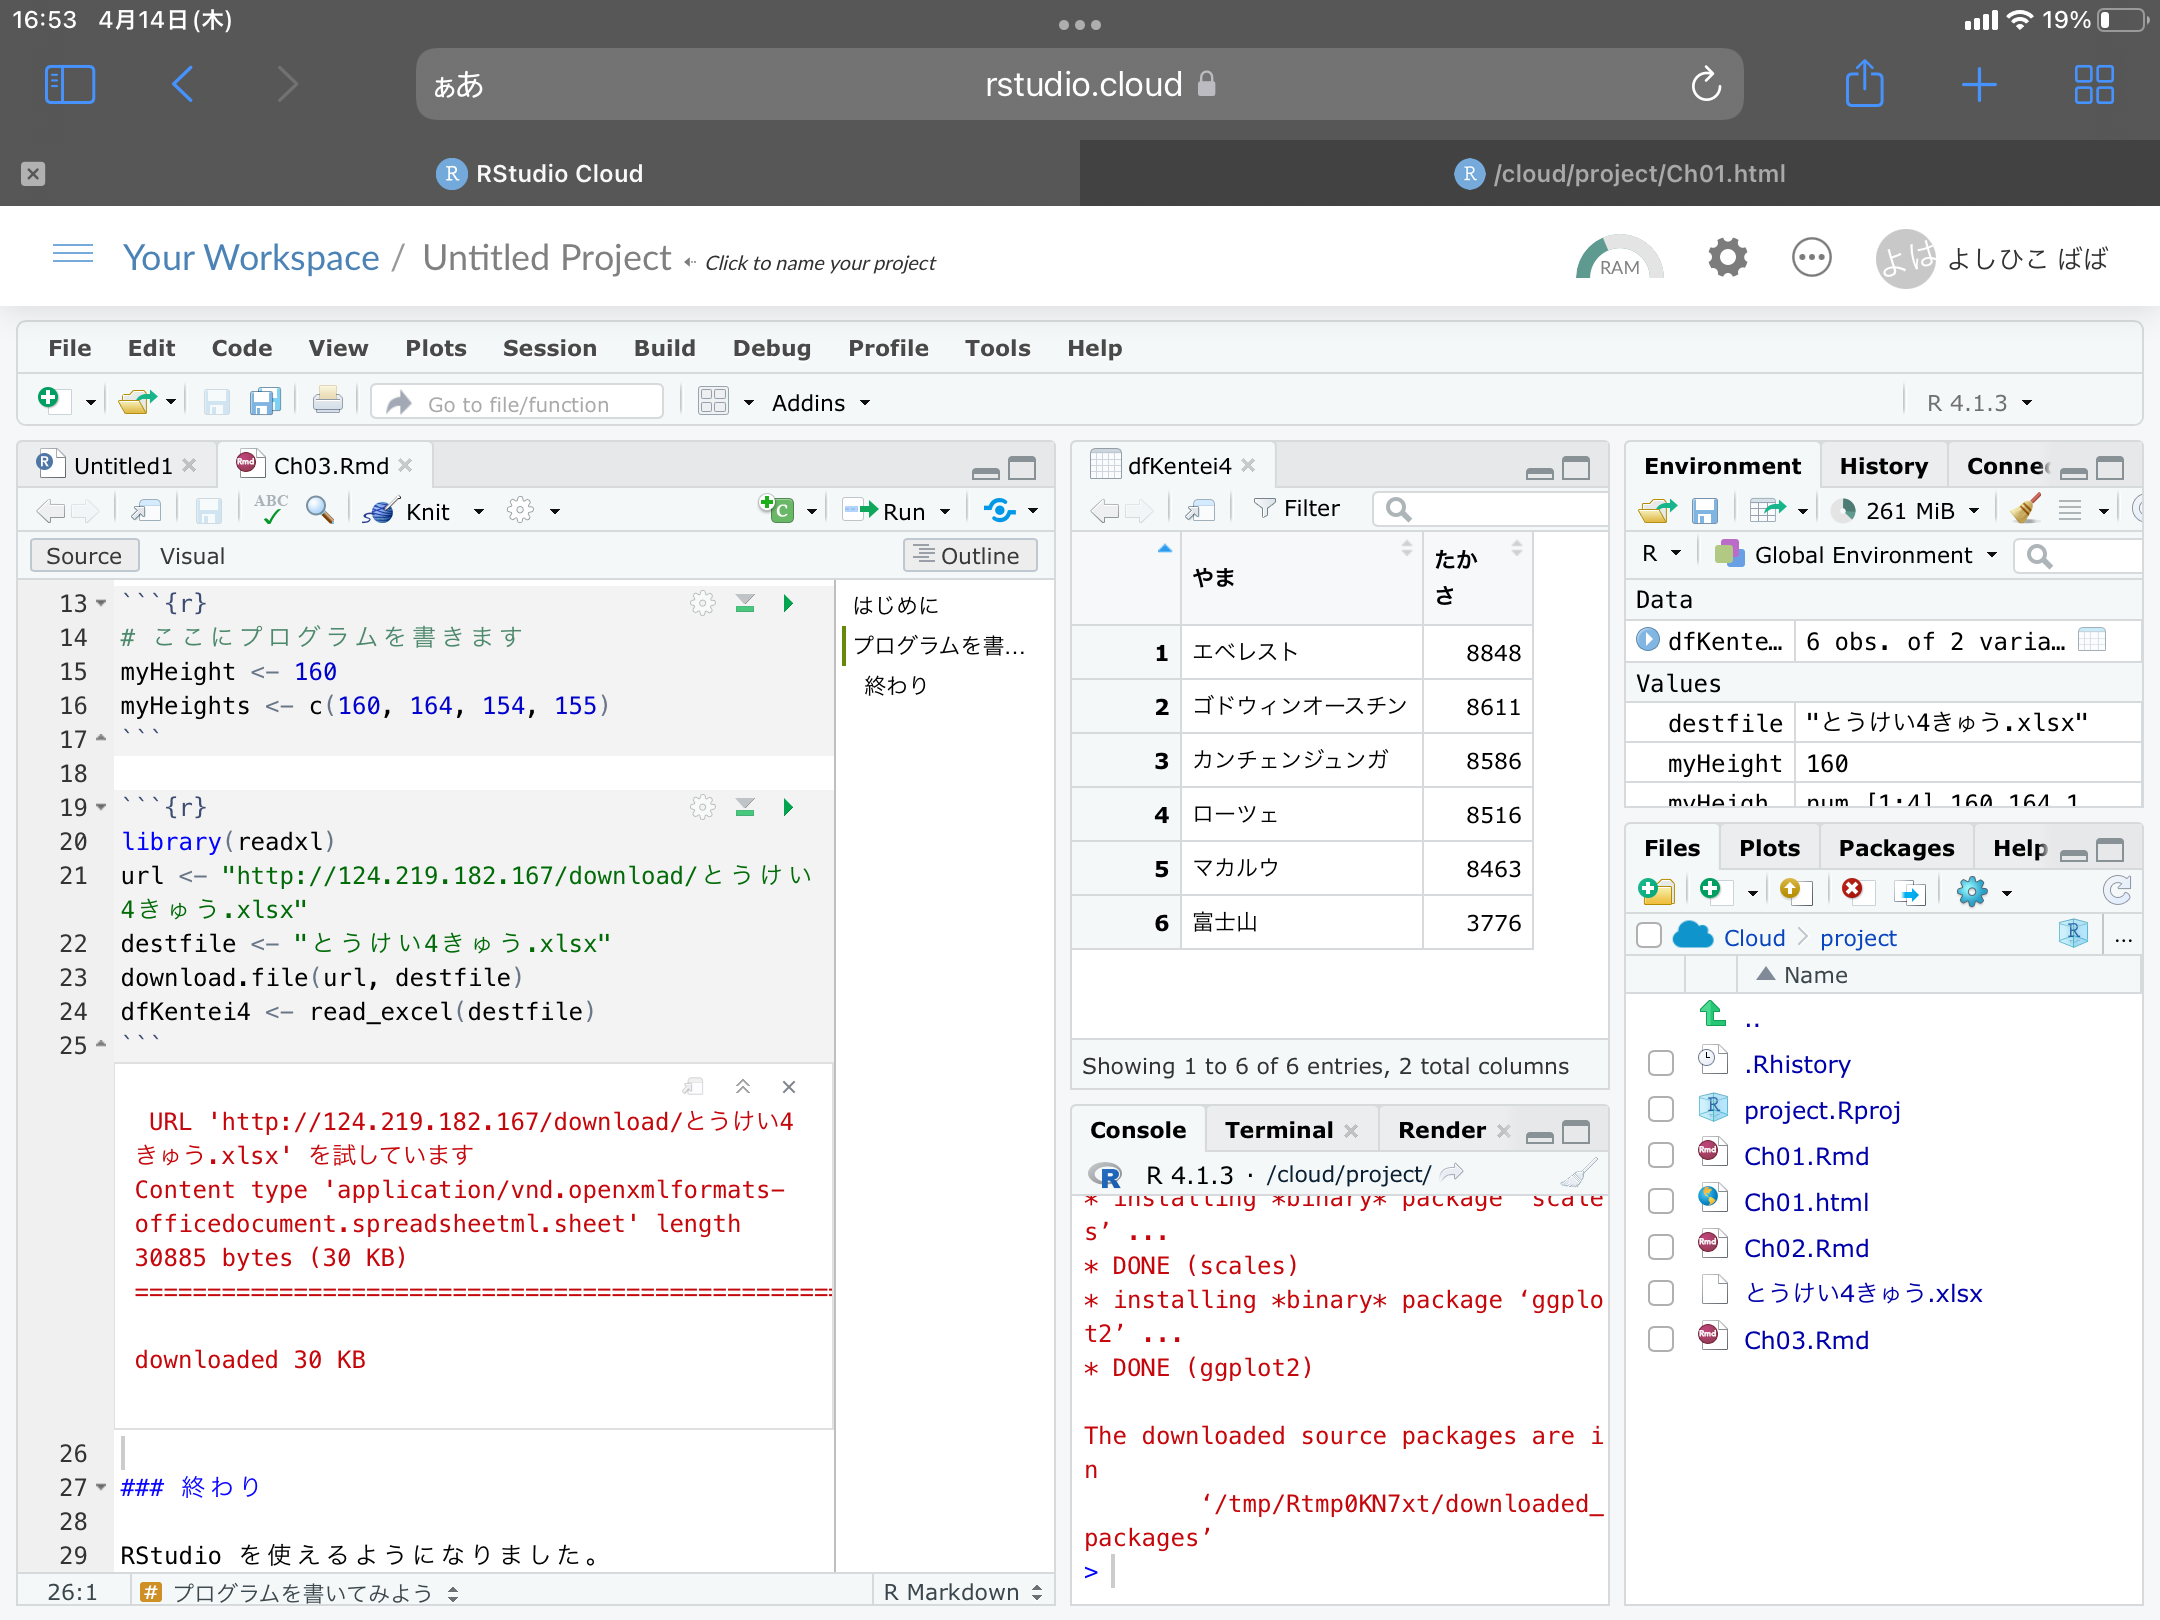 16:53 4月14日(木)
19%
ぁあ
rstudio.cloud
R RStudio Cloud
R /cloud/project/Ch01.html
Your Workspace / Untitled Project Click to name your project
RAM
よは よしひこ ばば
File Edit Code View Plots Session Build Debug Profile Tools Help
Go to file/function
Addins
R 4.1.3
Untitled1
Ch03.Rmd
ABC
Knit
Run
Source Visual
Outline
13 ```{r}
14 # ここにプログラムを書きます
15 myHeight <- 160
16 myHeights <- c(160, 164, 154, 155)
17 ```
18
19 ```{r}
20 library(readxl)
21 url <- "http://124.219.182.167/download/とうけい
4きゅう.xlsx"
22 destfile <- "とうけい4きゅう.xlsx"
23 download.file(url, destfile)
24 dfKentei4 <- read_excel(destfile)
25 ```
URL 'http://124.219.182.167/download/とうけい4
きゅう.xlsx' を試しています
Content type 'application/vnd.openxmlformats-
officedocument.spreadsheetml.sheet' length
30885 bytes (30 KB)
================================================
downloaded 30 KB
26
27 ### 終わり
28
29 RStudio を使えるようになりました。
26:1
# プログラムを書いてみよう
R Markdown
はじめに
プログラムを書...
終わり
dfKentei4
Filter
やま たかさ
1 エベレスト 8848
2 ゴドウィンオースチン 8611
3 カンチェンジュンガ 8586
4 ローツェ 8516
5 マカルウ 8463
6 富士山 3776
Showing 1 to 6 of 6 entries, 2 total columns
Console Terminal Render
R 4.1.3 · /cloud/project/
* installing *binary* package ‘scale
s’ ...
* DONE (scales)
* installing *binary* package ‘ggplo
t2’ ...
* DONE (ggplot2)
The downloaded source packages are i
n
‘/tmp/Rtmp0KN7xt/downloaded_
packages’
>
Environment History Connec
261 MiB
R Global Environment
Data
dfKente… 6 obs. of 2 varia…
Values
destfile "とうけい4きゅう.xlsx"
myHeight 160
myHeigh num [1:4] 160 164 1
Files Plots Packages Help
Cloud project
...
Name
..
.Rhistory
project.Rproj
Ch01.Rmd
Ch01.html
Ch02.Rmd
とうけい4きゅう.xlsx
Ch03.Rmd